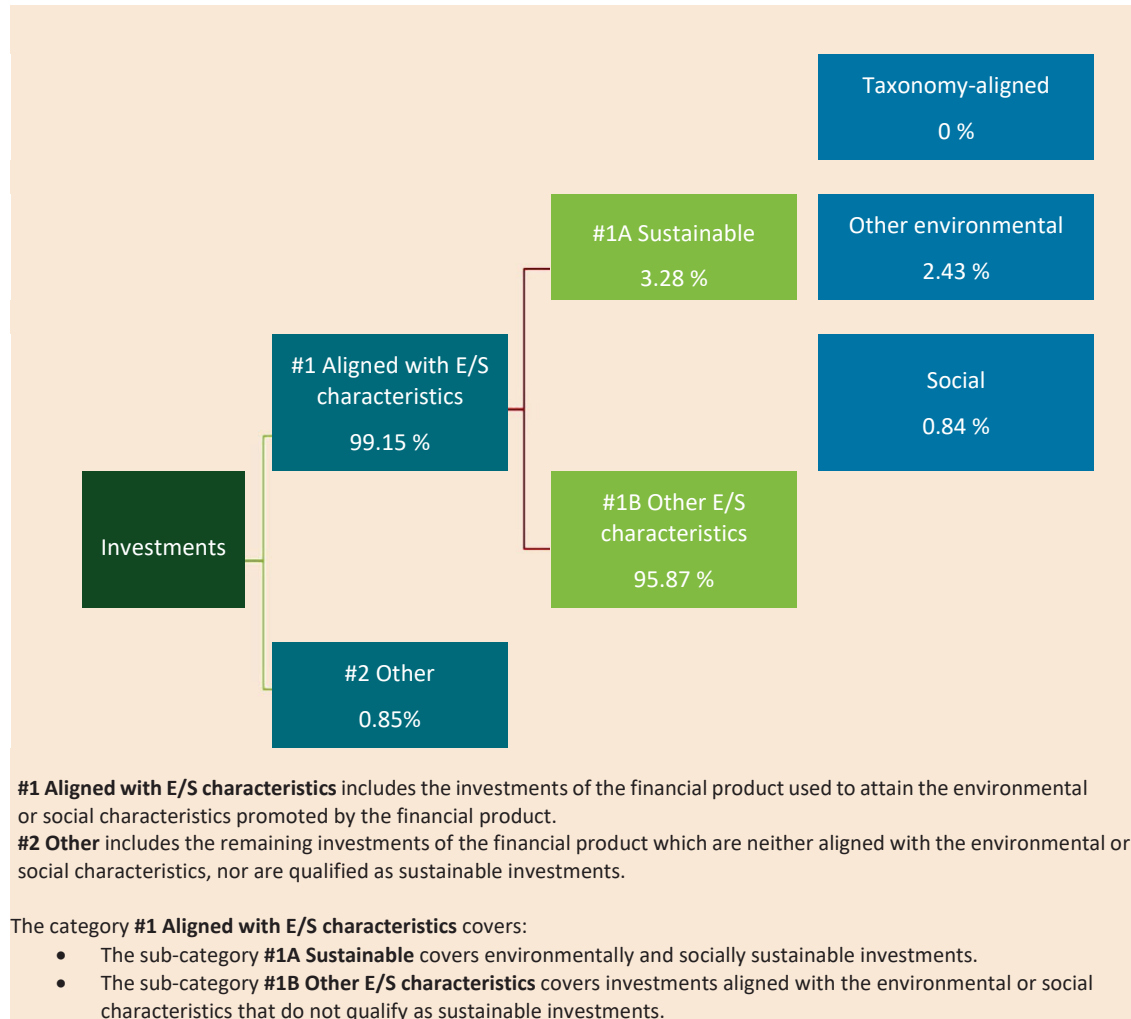 Taxonomy-aligned
0 %
#1A Sustainable
3.28 %
Other environmental
2.43 %
#1 Aligned with E/S
characteristics
99.15 %
Social
0.84 %
Investments
#1B Other E/S
characteristics
95.87 %
#2 Other
0.85%
#1 Aligned with E/S characteristics includes the investments of the financial product used to attain the environmental
or social characteristics promoted by the financial product.
#2 Other includes the remaining investments of the financial product which are neither aligned with the environmental or
social characteristics, nor are qualified as sustainable investments.
The category #1 Aligned with E/S characteristics covers:
• The sub-category #1A Sustainable covers environmentally and socially sustainable investments.
• The sub-category #1B Other E/S characteristics covers investments aligned with the environmental or social
characteristics that do not qualify as sustainable investments.